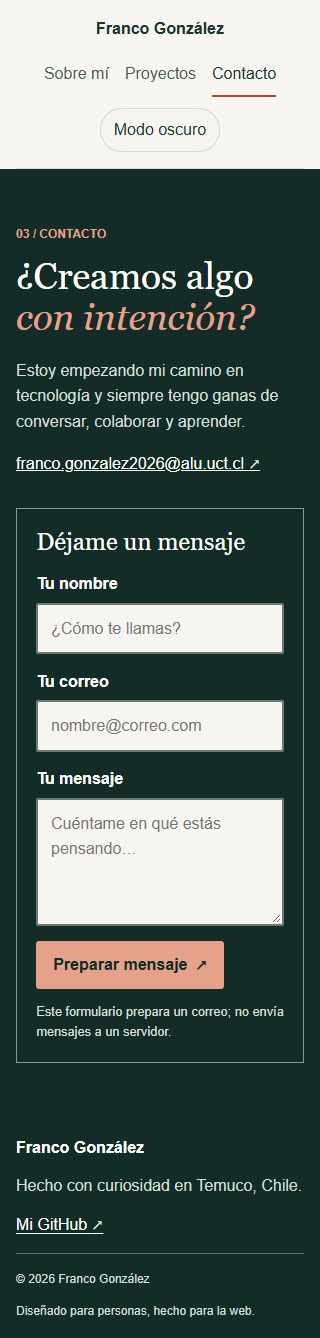 Franco González
Sobre mí Proyectos Contacto
Modo oscuro
03 / CONTACTO
¿Creamos algo
con intención?
Estoy empezando mi camino en
tecnología y siempre tengo ganas de
conversar, colaborar y aprender.
franco.gonzalez2026@alu.uct.cl ↗
Déjame un mensaje
Tu nombre
¿Cómo te llamas?
Tu correo
nombre@correo.com
Tu mensaje
Cuéntame en qué estás
pensando…
Preparar mensaje ↗
Este formulario prepara un correo; no envía
mensajes a un servidor.
Franco González
Hecho con curiosidad en Temuco, Chile.
Mi GitHub ↗
© 2026 Franco González
Diseñado para personas, hecho para la web.